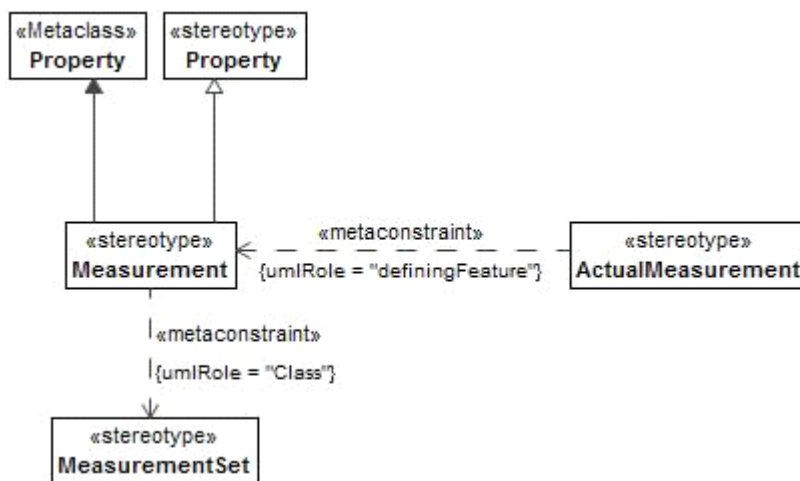 «Metaclass»
Property
«stereotype»
Property
«stereotype»
Measurement
«metaconstraint»
{umlRole = "definingFeature"}
«stereotype»
ActualMeasurement
«metaconstraint»
{umlRole = "Class"}
«stereotype»
MeasurementSet